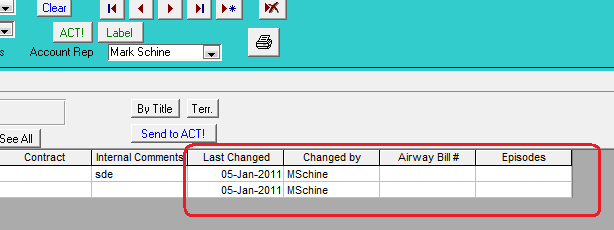 Clear
ACT! Label
s Account Rep Mark Schine
By Title Terr.
See All Send to ACT!
Contract Internal Comments Last Changed Changed by Airway Bill # Episodes
sde 05-Jan-2011 MSchine
05-Jan-2011 MSchine